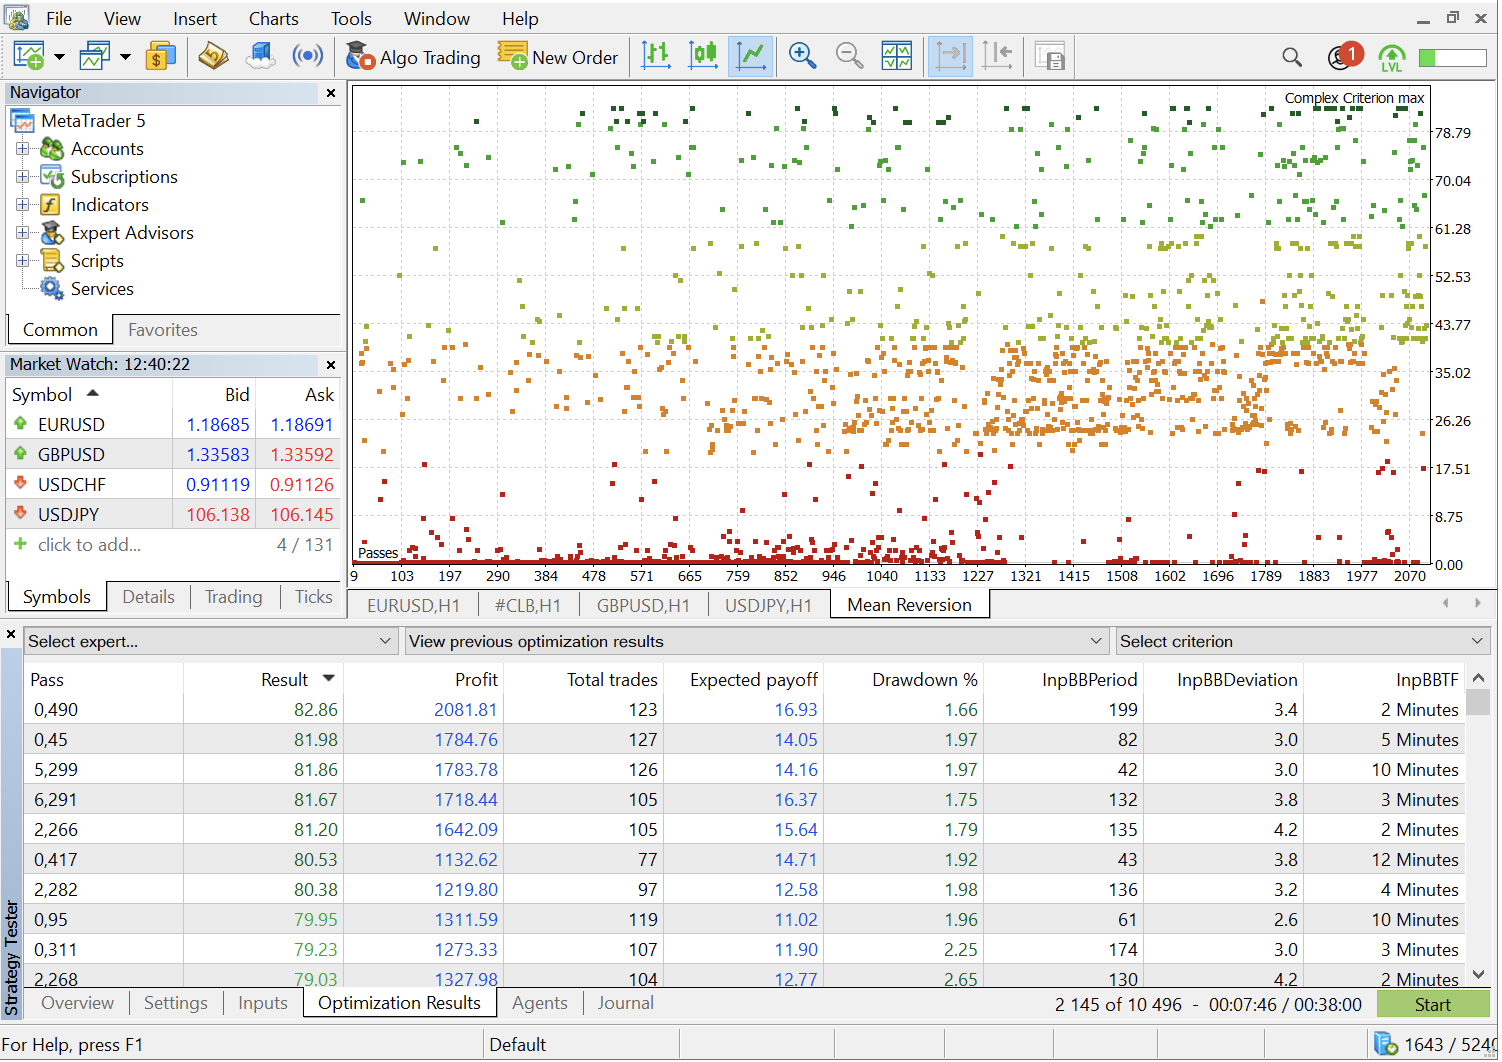 File View Insert Charts Tools Window Help
Algo Trading New Order 1 LVL
Navigator
MetaTrader 5
Accounts
Subscriptions
Indicators
Expert Advisors
Scripts
Services
Common Favorites
Market Watch: 12:40:22
Symbol Bid Ask
EURUSD 1.18685 1.18691
GBPUSD 1.33583 1.33592
USDCHF 0.91119 0.91126
USDJPY 106.138 106.145
click to add... 4 / 131
Symbols Details Trading Ticks
Complex Criterion max
78.79
70.04
61.28
52.53
43.77
35.02
26.26
17.51
8.75
0.00
Passes
9 103 197 290 384 478 571 665 759 852 946 1040 1133 1227 1321 1415 1508 1602 1696 1789 1883 1977 2070
EURUSD,H1 #CLB,H1 GBPUSD,H1 USDJPY,H1 Mean Reversion
Select expert... View previous optimization results Select criterion
Pass Result Profit Total trades Expected payoff Drawdown % InpBBPeriod InpBBDeviation InpBBTF
0,490 82.86 2081.81 123 16.93 1.66 199 3.4 2 Minutes
0,45 81.98 1784.76 127 14.05 1.97 82 3.0 5 Minutes
5,299 81.86 1783.78 126 14.16 1.97 42 3.0 10 Minutes
6,291 81.67 1718.44 105 16.37 1.75 132 3.8 3 Minutes
2,266 81.20 1642.09 105 15.64 1.79 135 4.2 2 Minutes
0,417 80.53 1132.62 77 14.71 1.92 43 3.8 12 Minutes
2,282 80.38 1219.80 97 12.58 1.98 136 3.2 4 Minutes
0,95 79.95 1311.59 119 11.02 1.96 61 2.6 10 Minutes
0,311 79.23 1273.33 107 11.90 2.25 174 3.0 3 Minutes
2,268 79.03 1327.98 104 12.77 2.65 130 4.2 2 Minutes
Strategy Tester
Overview Settings Inputs Optimization Results Agents Journal 2 145 of 10 496 - 00:07:46 / 00:38:00 Start
For Help, press F1 Default 1643 / 524